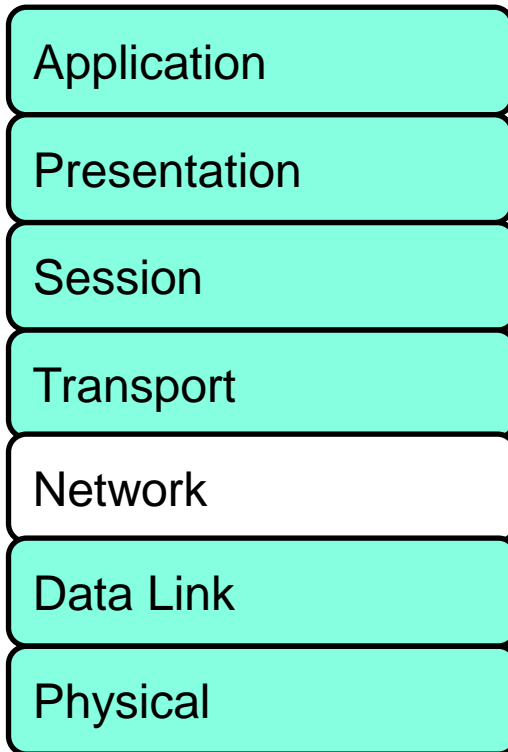 Application
Presentation
Session
Transport
Network
Data Link
Physical